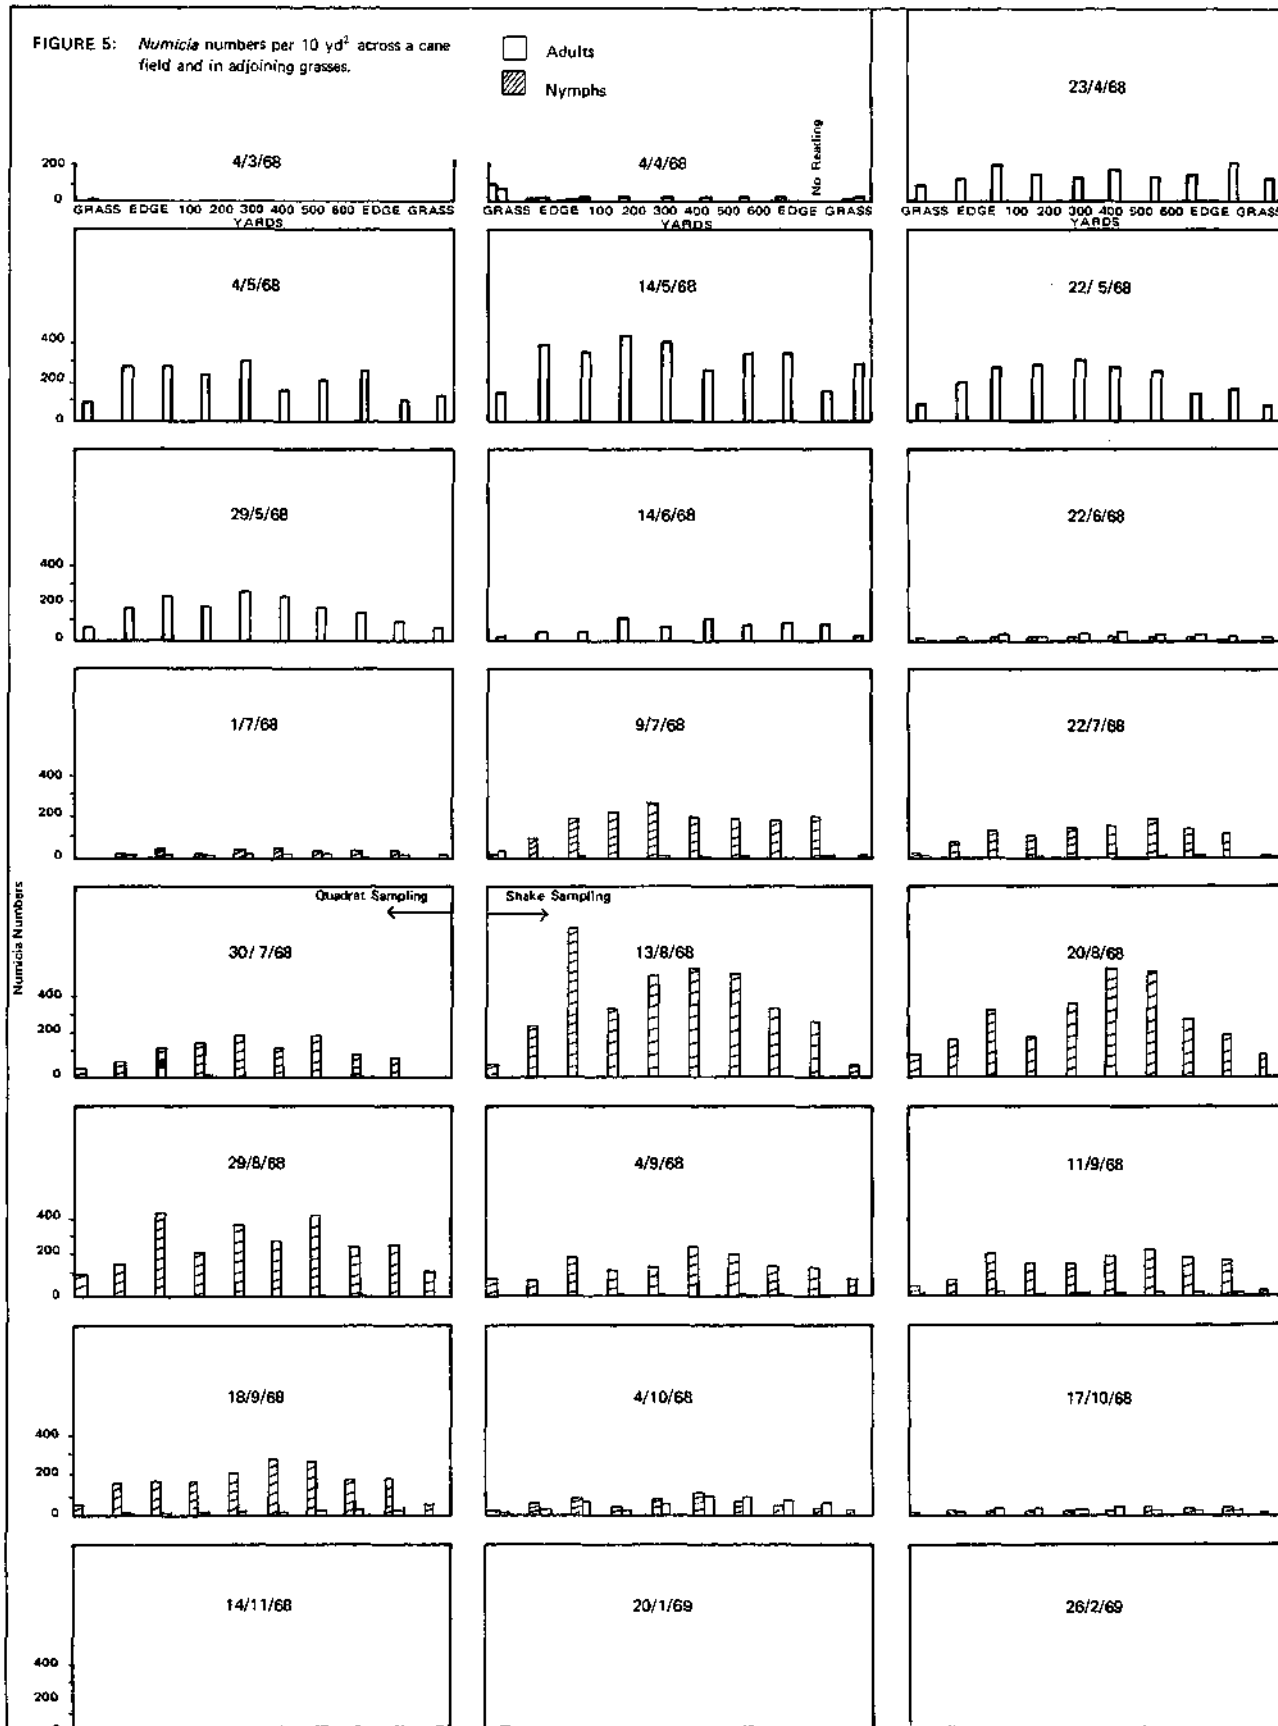 FIGURE 5: Numicia numbers per 10 yd² across a cane
field and in adjoining grasses.
Adults
Nymphs
23/4/68
No Reading
200 4/3/68 4/4/68
0
GRASS EDGE 100 200 300 400 500 600 EDGE GRASS
YARDS
GRASS EDGE 100 200 300 400 500 600 EDGE GRASS
YARDS
GRASS EDGE 100 200 300 400 500 600 EDGE GRASS
YARDS
4/5/68 14/5/68 22/5/68
400
200
0
29/5/68 14/6/68 22/6/68
400
200
0
1/7/68 9/7/68 22/7/68
400
200
0
Numicia Numbers
Quadrat Sampling Shake Sampling
30/7/68 13/8/68 20/8/68
400
200
0
29/8/68 4/9/68 11/9/68
400
200
0
18/9/68 4/10/68 17/10/68
400
200
0
14/11/68 20/1/69 26/2/69
400
200